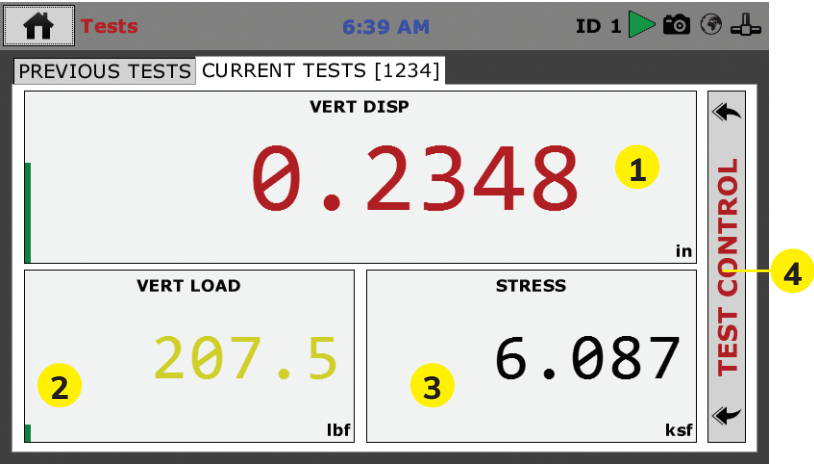 Tests 6:39 AM ID 1
PREVIOUS TESTS CURRENT TESTS [1234]
VERT DISP
0.2348
1
in
TEST CONTROL
4
VERT LOAD
207.5
2
lbf
STRESS
6.087
3
ksf